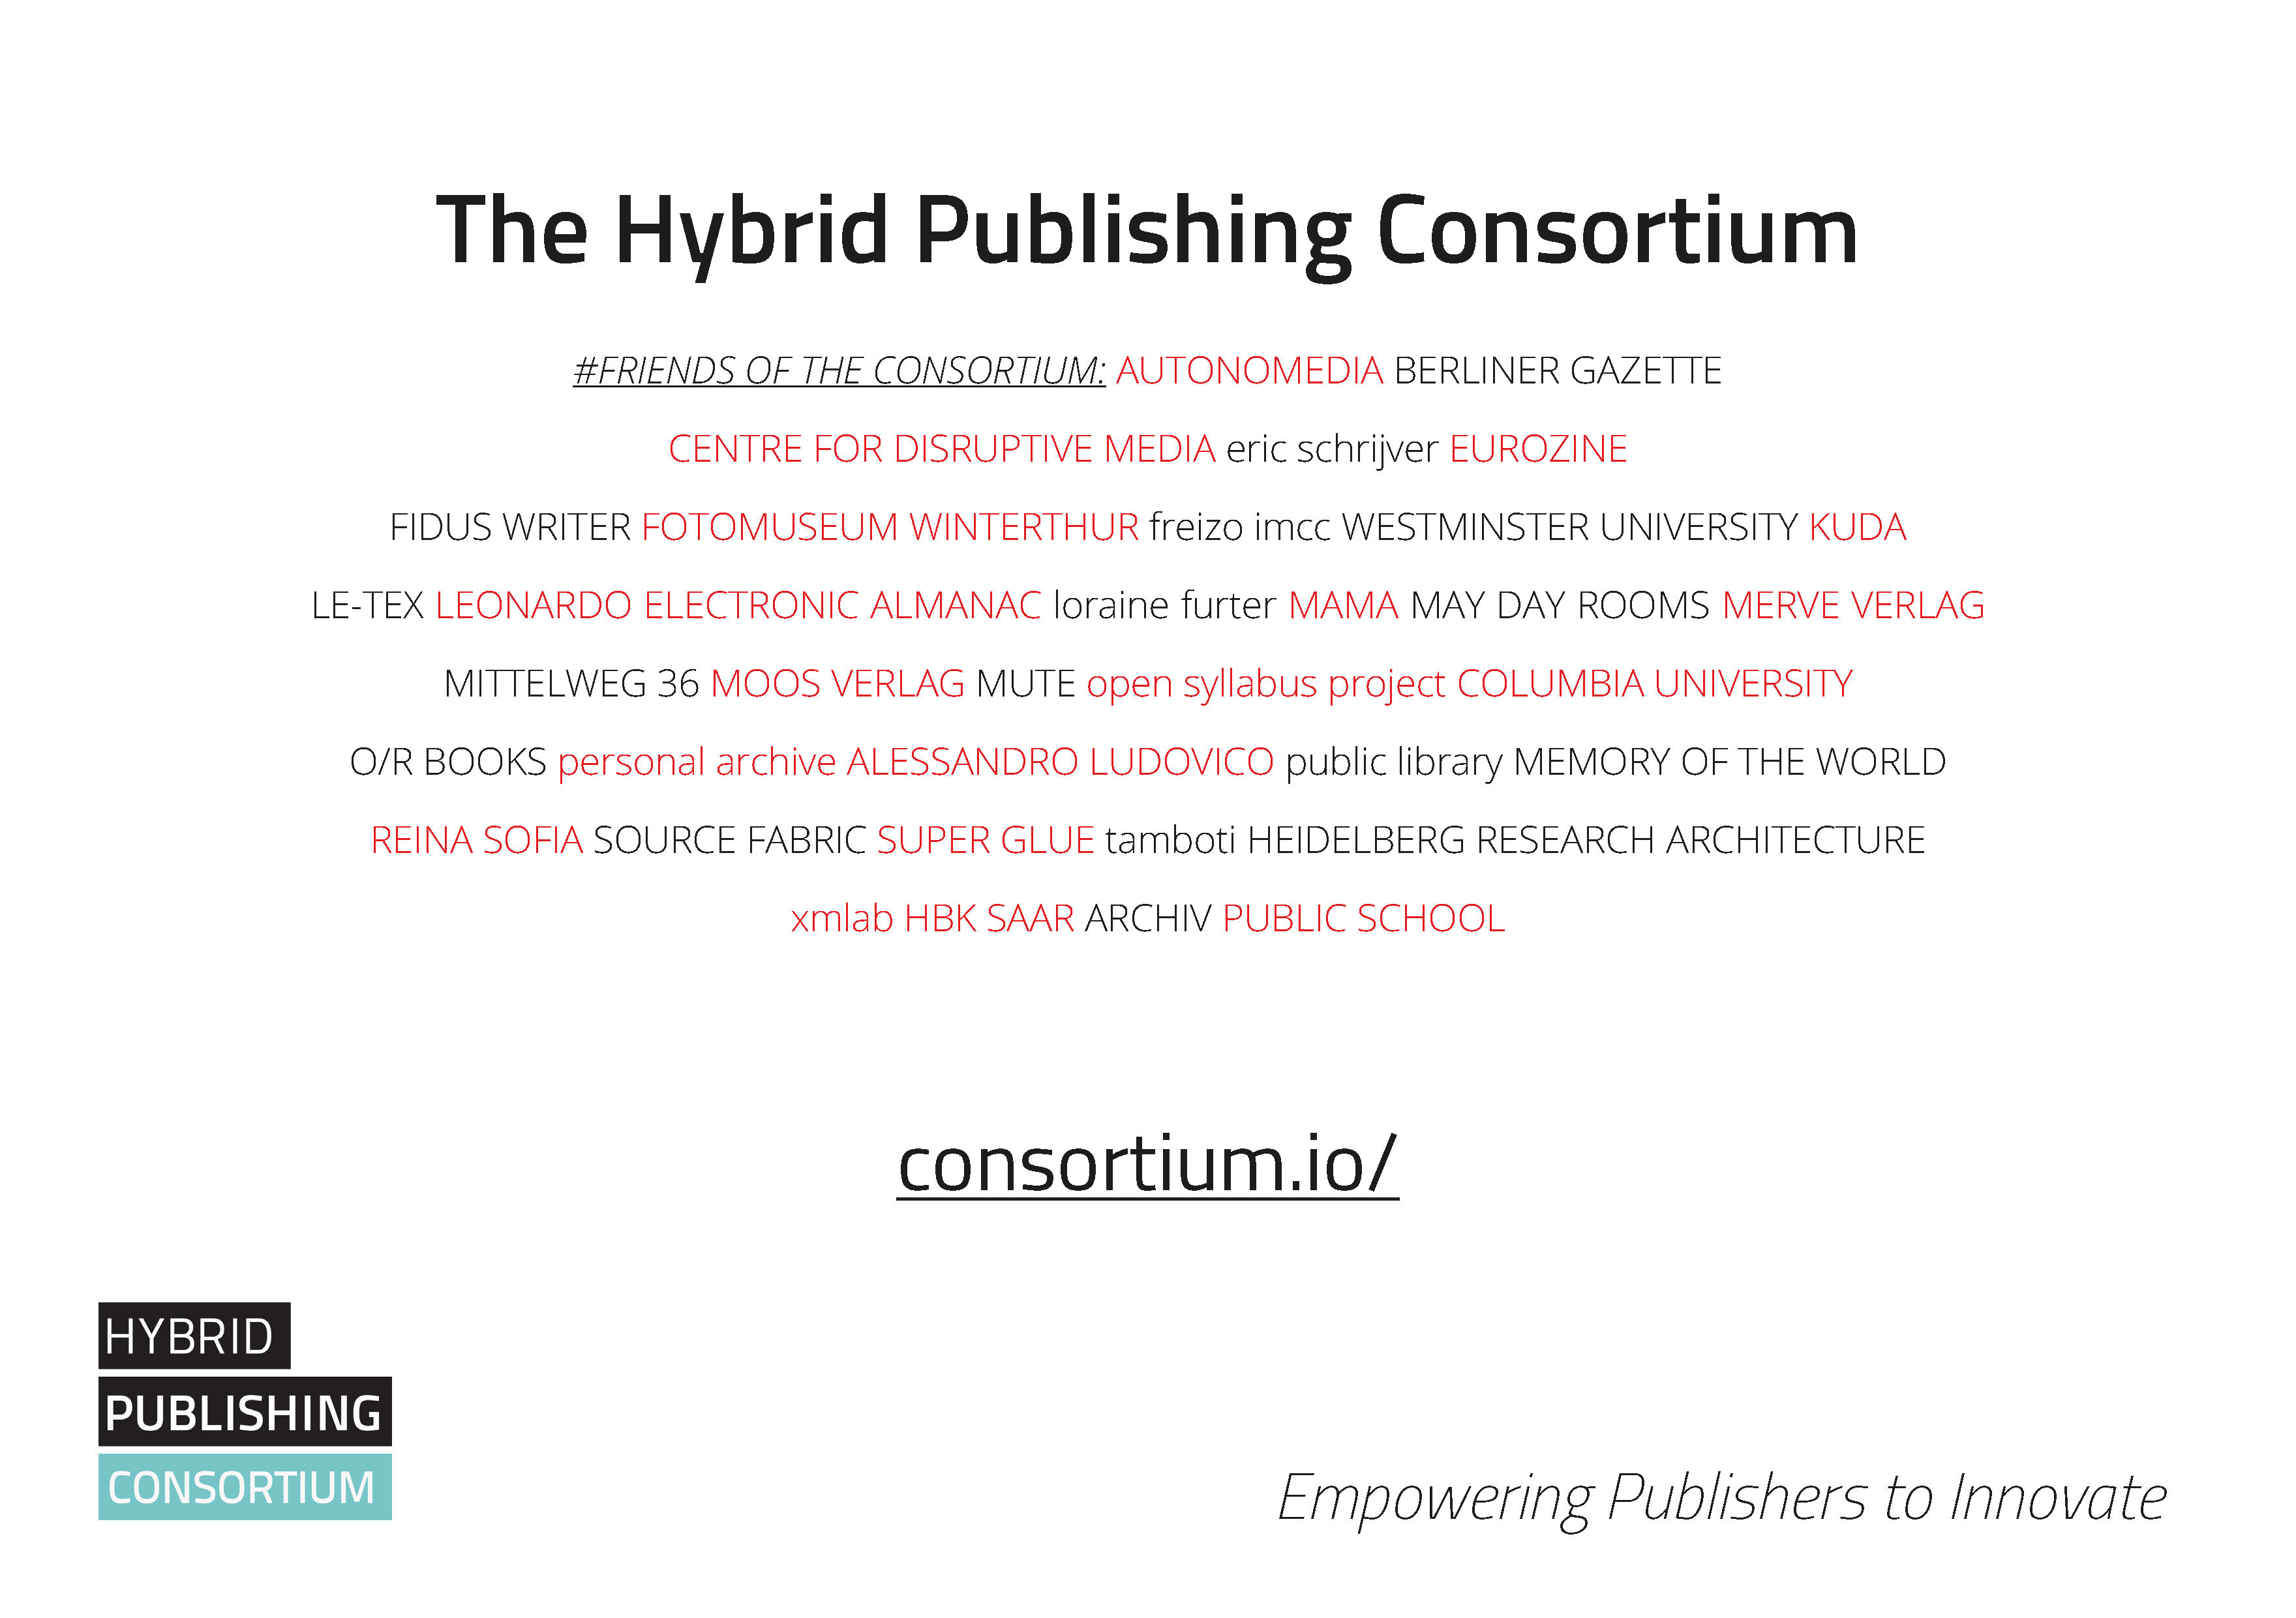 The Hybrid Publishing Consortium
#FRIENDS OF THE CONSORTIUM: AUTONOMEDIA BERLINER GAZETTE
CENTRE FOR DISRUPTIVE MEDIA eric schrijver EUROZINE
FIDUS WRITER FOTOMUSEUM WINTERTHUR freizo imcc WESTMINSTER UNIVERSITY KUDA
LE-TEX LEONARDO ELECTRONIC ALMANAC loraine furter MAMA MAY DAY ROOMS MERVE VERLAG
MITTELWEG 36 MOOS VERLAG MUTE open syllabus project COLUMBIA UNIVERSITY
O/R BOOKS personal archive ALESSANDRO LUDOVICO public library MEMORY OF THE WORLD
REINA SOFIA SOURCE FABRIC SUPER GLUE tamboti HEIDELBERG RESEARCH ARCHITECTURE
xmlab HBK SAAR ARCHIV PUBLIC SCHOOL
consortium.io/
HYBRID
PUBLISHING
CONSORTIUM
Empowering Publishers to Innovate